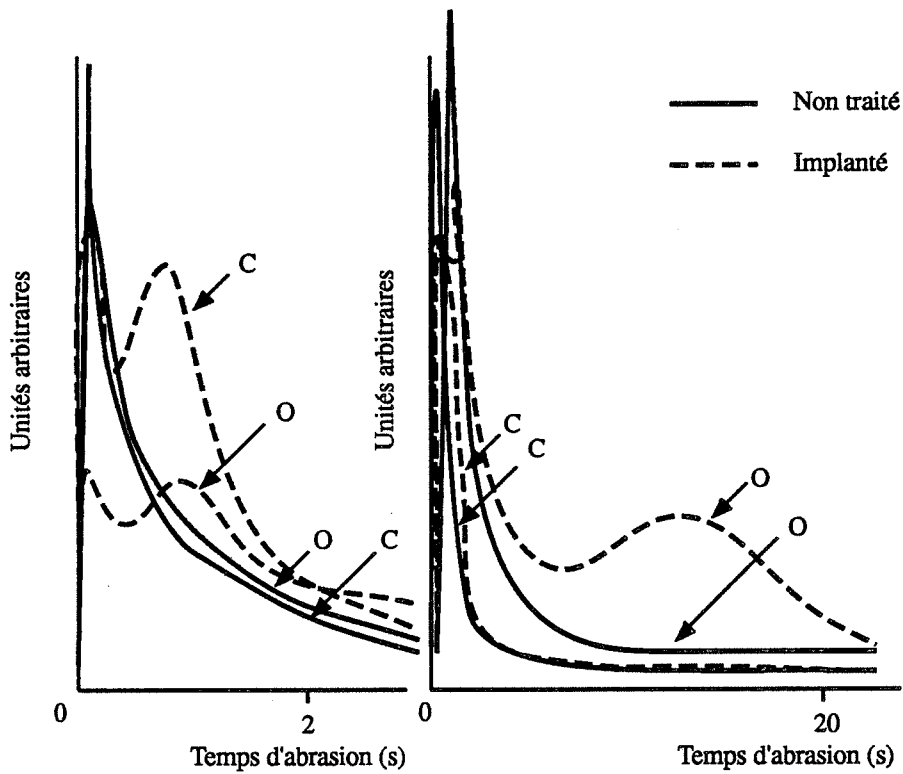 Non traité
Implanté
Unités arbitraires
C
O
O
C
0
2
Temps d'abrasion (s)
Unités arbitraires
C
C
O
O
0
20
Temps d'abrasion (s)